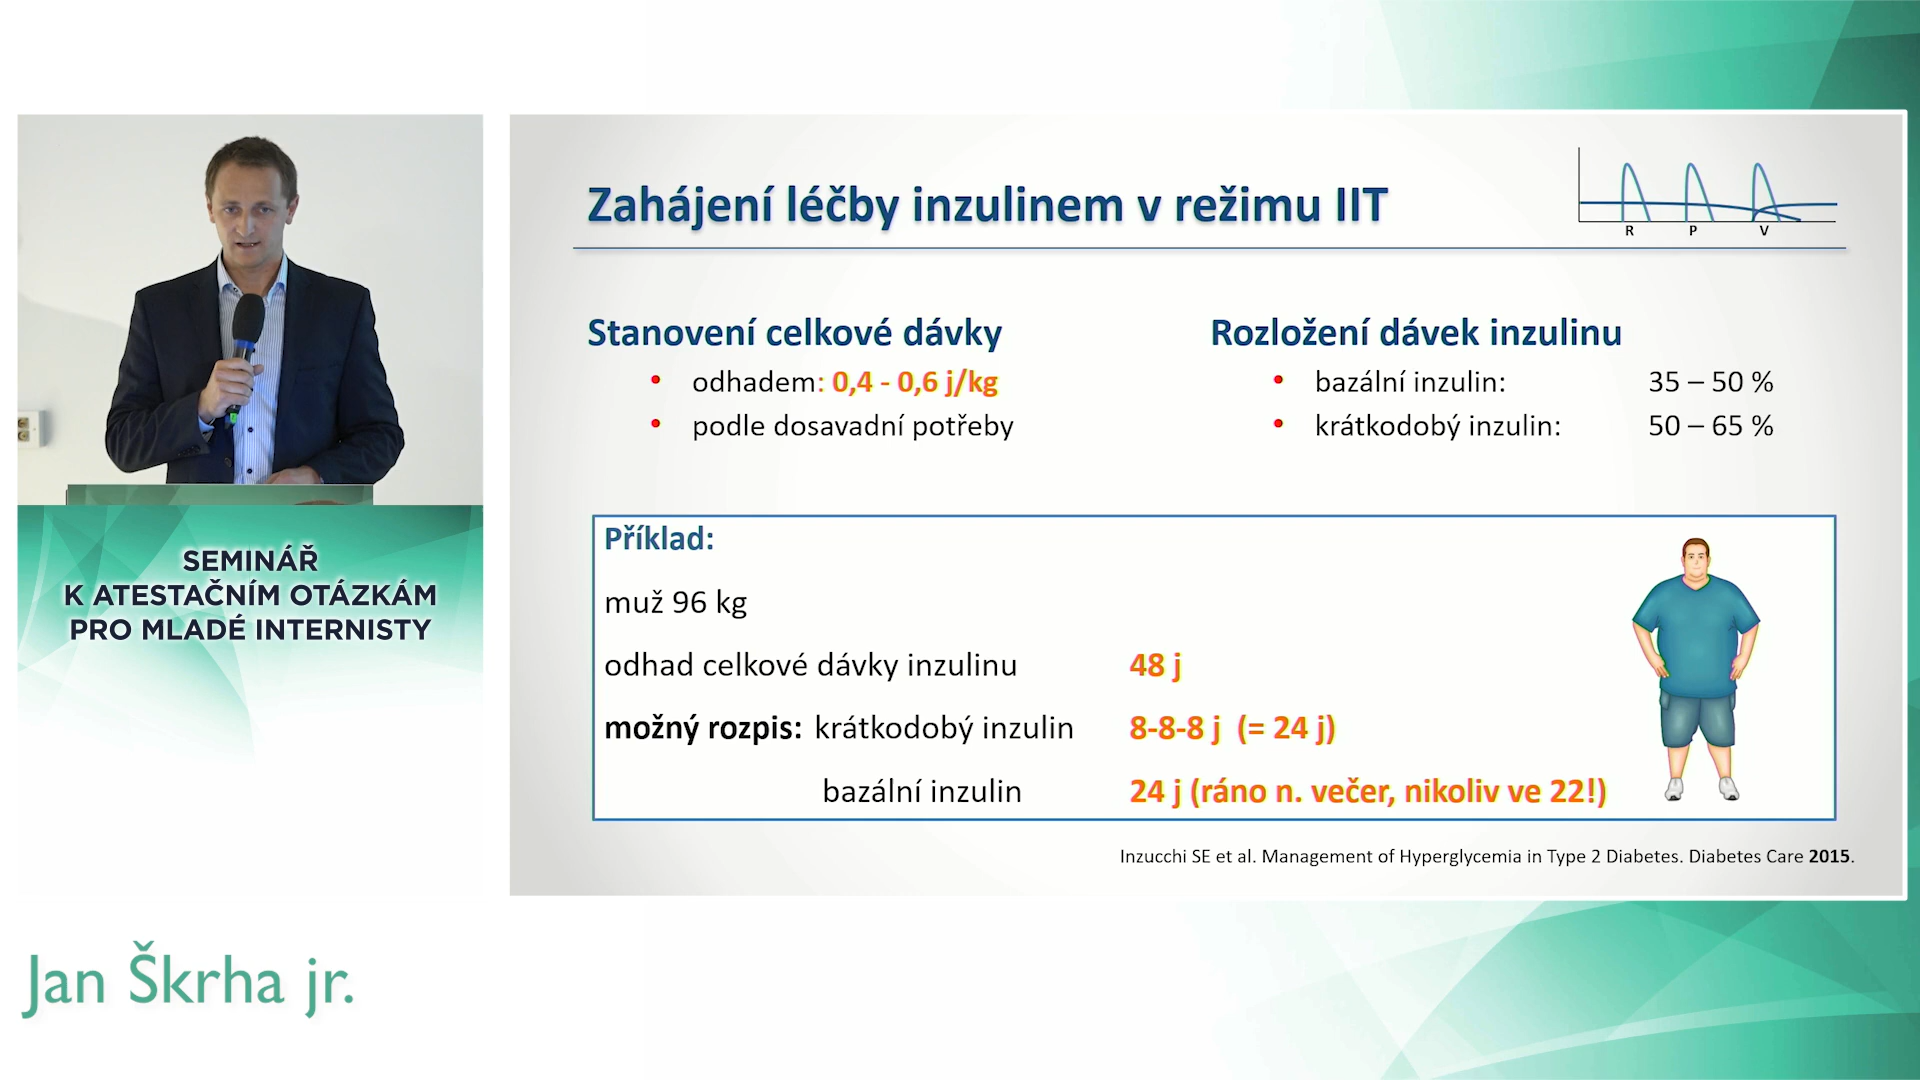 Zahájení léčby inzulinem v režimu IIT
R P V
Stanovení celkové dávky
• odhadem: 0,4 - 0,6 j/kg
• podle dosavadní potřeby
Rozložení dávek inzulinu
• bazální inzulin: 35 – 50 %
• krátkodobý inzulin: 50 – 65 %
Příklad:
muž 96 kg
odhad celkové dávky inzulinu 48 j
možný rozpis: krátkodobý inzulin 8-8-8 j (= 24 j)
bazální inzulin 24 j (ráno n. večer, nikoliv ve 22!)
Inzucchi SE et al. Management of Hyperglycemia in Type 2 Diabetes. Diabetes Care 2015.
SEMINÁŘ
K ATESTAČNÍM OTÁZKÁM
PRO MLADÉ INTERNISTY
Jan Škrha jr.